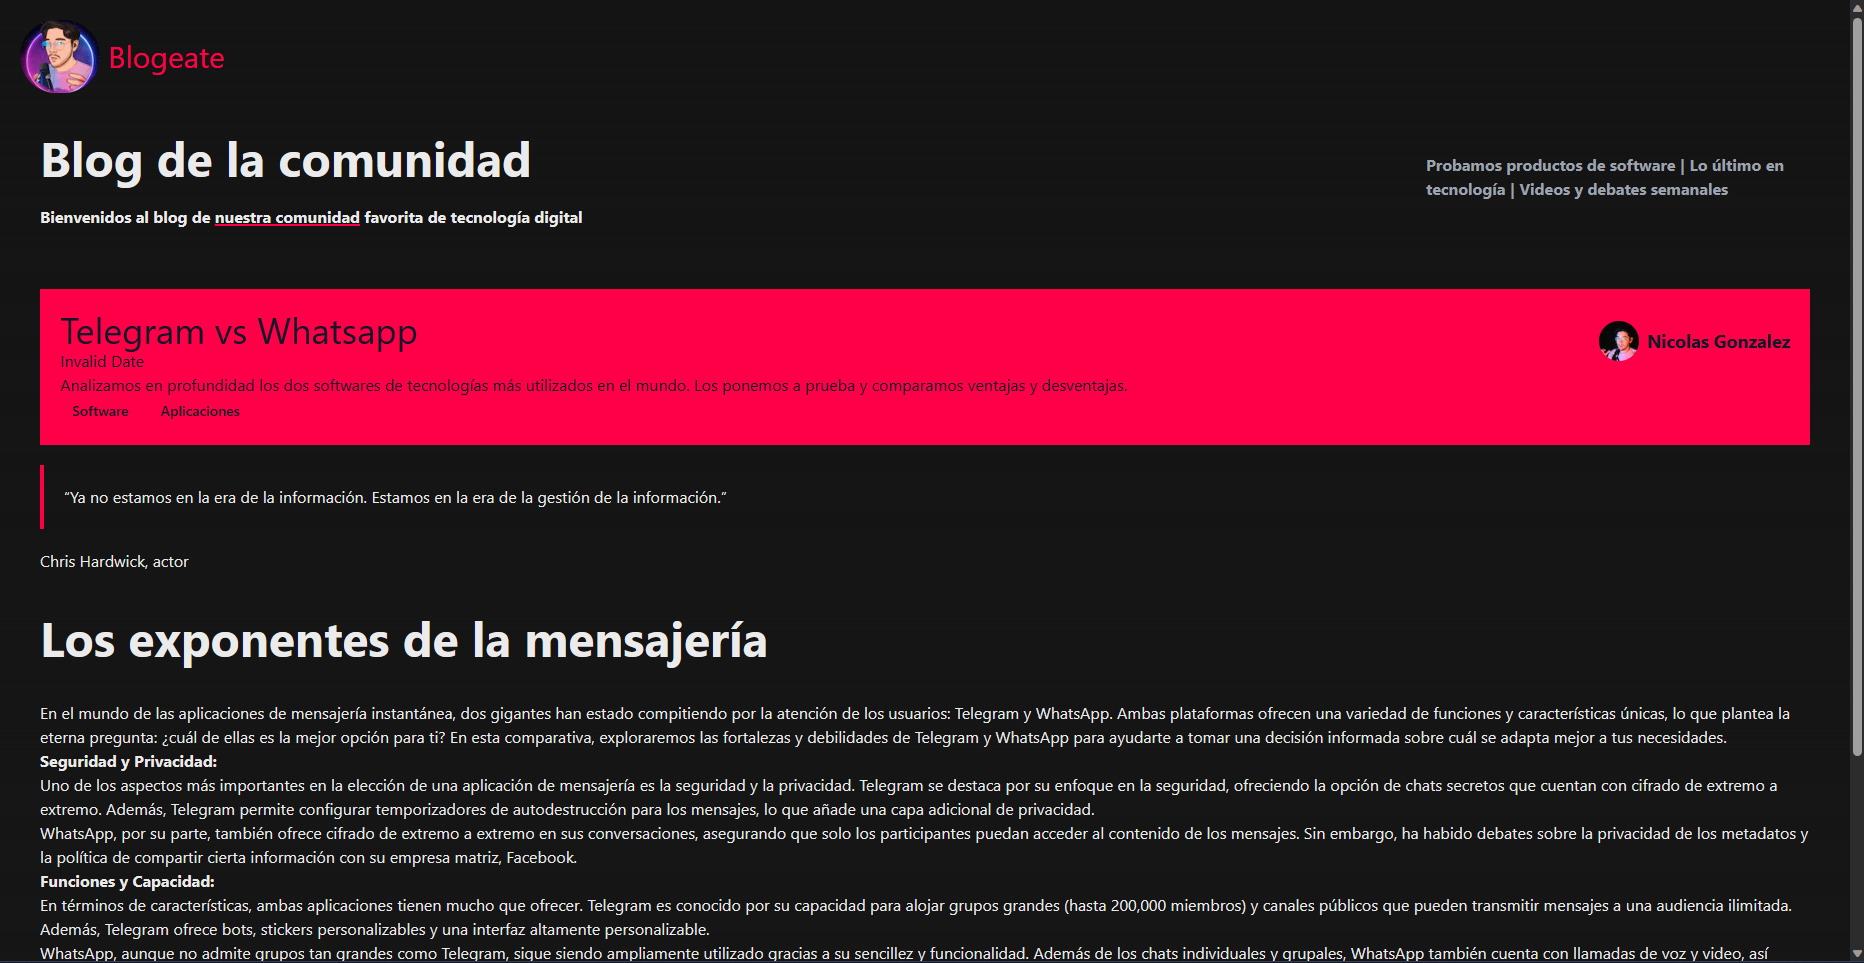 Blogeate
Blog de la comunidad
Bienvenidos al blog de nuestra comunidad favorita de tecnología digital
Probamos productos de software | Lo último en
tecnología | Videos y debates semanales
Telegram vs Whatsapp
Invalid Date
Analizamos en profundidad los dos softwares de tecnologías más utilizados en el mundo. Los ponemos a prueba y comparamos ventajas y desventajas.
Software Aplicaciones
Nicolas Gonzalez
“Ya no estamos en la era de la información. Estamos en la era de la gestión de la información.”
Chris Hardwick, actor
Los exponentes de la mensajería
En el mundo de las aplicaciones de mensajería instantánea, dos gigantes han estado compitiendo por la atención de los usuarios: Telegram y WhatsApp. Ambas plataformas ofrecen una variedad de funciones y características únicas, lo que plantea la
eterna pregunta: ¿cuál de ellas es la mejor opción para ti? En esta comparativa, exploraremos las fortalezas y debilidades de Telegram y WhatsApp para ayudarte a tomar una decisión informada sobre cuál se adapta mejor a tus necesidades.
Seguridad y Privacidad:
Uno de los aspectos más importantes en la elección de una aplicación de mensajería es la seguridad y la privacidad. Telegram se destaca por su enfoque en la seguridad, ofreciendo la opción de chats secretos que cuentan con cifrado de extremo a
extremo. Además, Telegram permite configurar temporizadores de autodestrucción para los mensajes, lo que añade una capa adicional de privacidad.
WhatsApp, por su parte, también ofrece cifrado de extremo a extremo en sus conversaciones, asegurando que solo los participantes puedan acceder al contenido de los mensajes. Sin embargo, ha habido debates sobre la privacidad de los metadatos y
la política de compartir cierta información con su empresa matriz, Facebook.
Funciones y Capacidad:
En términos de características, ambas aplicaciones tienen mucho que ofrecer. Telegram es conocido por su capacidad para alojar grupos grandes (hasta 200,000 miembros) y canales públicos que pueden transmitir mensajes a una audiencia ilimitada.
Además, Telegram ofrece bots, stickers personalizables y una interfaz altamente personalizable.
WhatsApp, aunque no admite grupos tan grandes como Telegram, sigue siendo ampliamente utilizado gracias a su sencillez y funcionalidad. Además de los chats individuales y grupales, WhatsApp también cuenta con llamadas de voz y video, así